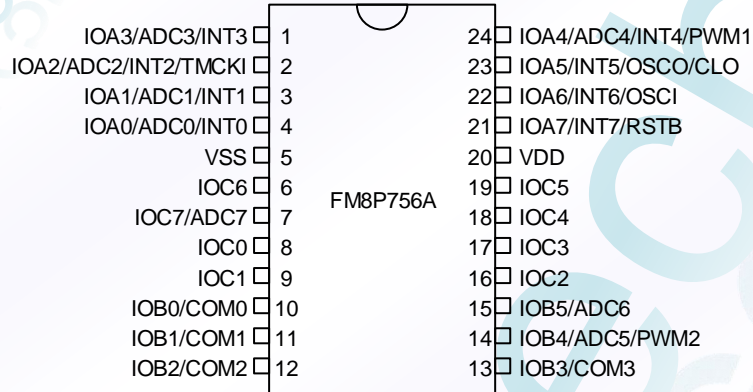 IOA3/ADC3/INT3 1 24 IOA4/ADC4/INT4/PWM1
IOA2/ADC2/INT2/TMCKI 2 23 IOA5/INT5/OSCO/CLO
IOA1/ADC1/INT1 3 22 IOA6/INT6/OSCI
IOA0/ADC0/INT0 4 21 IOA7/INT7/RSTB
VSS 5 20 VDD
IOC6 6 19 IOC5
FM8P756A
IOC7/ADC7 7 18 IOC4
IOC0 8 17 IOC3
IOC1 9 16 IOC2
IOB0/COM0 10 15 IOB5/ADC6
IOB1/COM1 11 14 IOB4/ADC5/PWM2
IOB2/COM2 12 13 IOB3/COM3